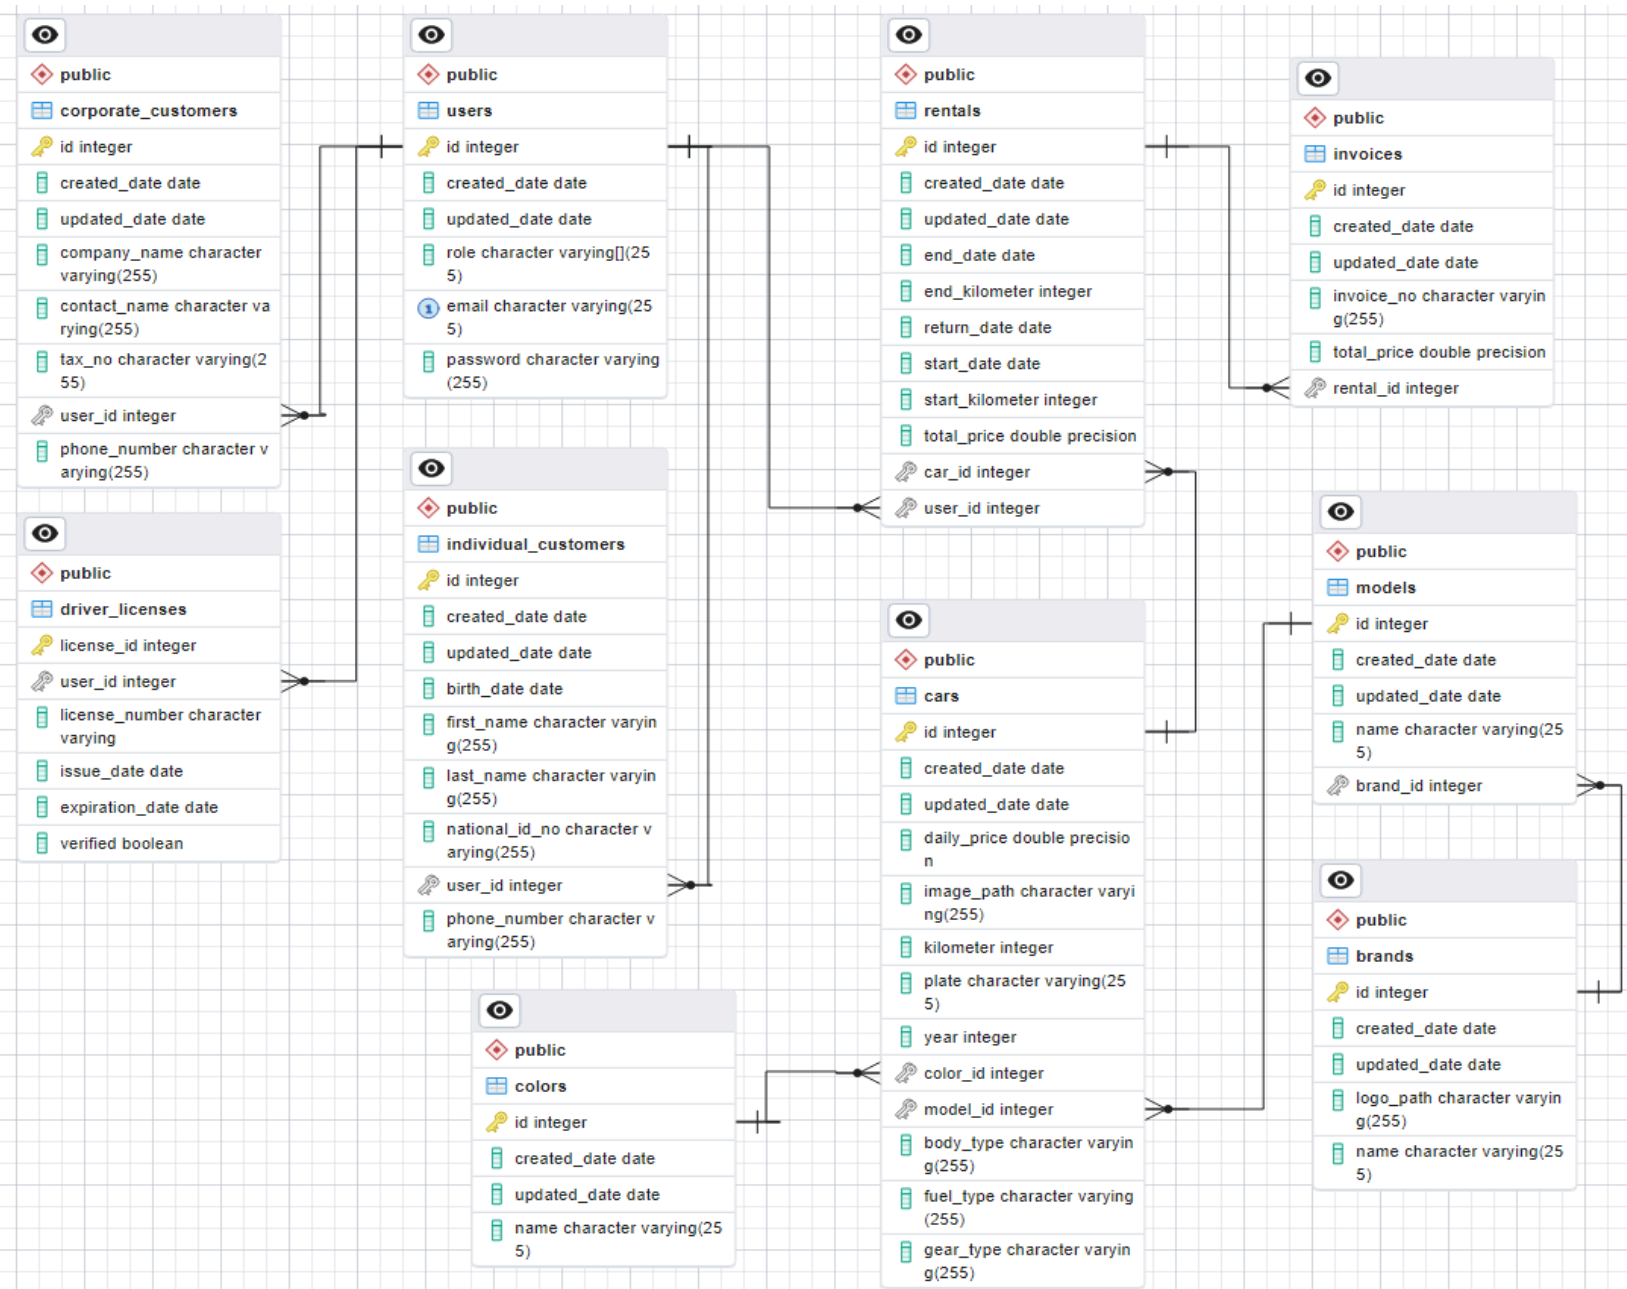 public
corporate_customers
id integer
created_date date
updated_date date
company_name character
varying(255)
contact_name character va
rying(255)
tax_no character varying(2
55)
user_id integer
phone_number character v
arying(255)
public
driver_licenses
license_id integer
user_id integer
license_number character
varying
issue_date date
expiration_date date
verified boolean
public
users
id integer
created_date date
updated_date date
role character varying[](25
5)
1
email character varying(25
5)
password character varying
(255)
public
individual_customers
id integer
created_date date
updated_date date
birth_date date
first_name character varyin
g(255)
last_name character varyin
g(255)
national_id_no character v
arying(255)
user_id integer
phone_number character v
arying(255)
public
colors
id integer
created_date date
updated_date date
name character varying(25
5)
public
rentals
id integer
created_date date
updated_date date
end_date date
end_kilometer integer
return_date date
start_date date
start_kilometer integer
total_price double precision
car_id integer
user_id integer
public
cars
id integer
created_date date
updated_date date
daily_price double precisio
n
image_path character varyi
ng(255)
kilometer integer
plate character varying(25
5)
year integer
color_id integer
model_id integer
body_type character varyin
g(255)
fuel_type character varying
(255)
gear_type character varyin
g(255)
public
invoices
id integer
created_date date
updated_date date
invoice_no character varyin
g(255)
total_price double precision
rental_id integer
public
models
id integer
created_date date
updated_date date
name character varying(25
5)
brand_id integer
public
brands
id integer
created_date date
updated_date date
logo_path character varyin
g(255)
name character varying(25
5)